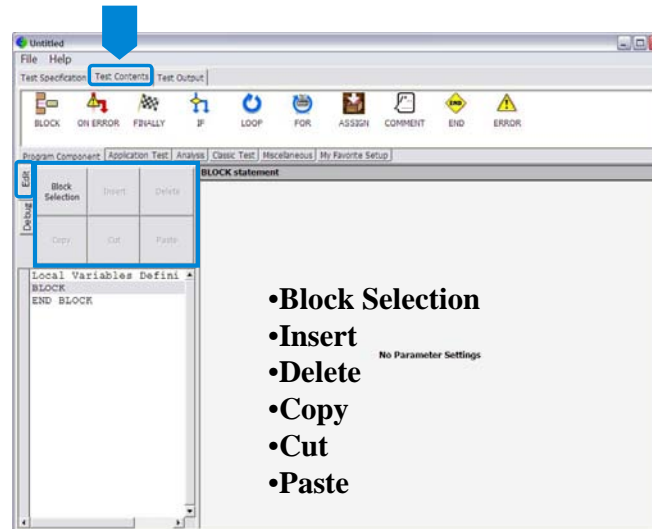 Untitled
File Help
Test Specification Test Contents Test Output
BLOCK ON ERROR FINALLY IF LOOP FOR ASSIGN COMMENT END ERROR
Program Component Application Test Analysis Classic Test Miscellaneous My Favorite Setup
Edit
Debug
Block Selection Insert Delete
Copy Cut Paste
BLOCK statement
Local Variables Defini
BLOCK
END BLOCK
No Parameter Settings
•Block Selection
•Insert
•Delete
•Copy
•Cut
•Paste